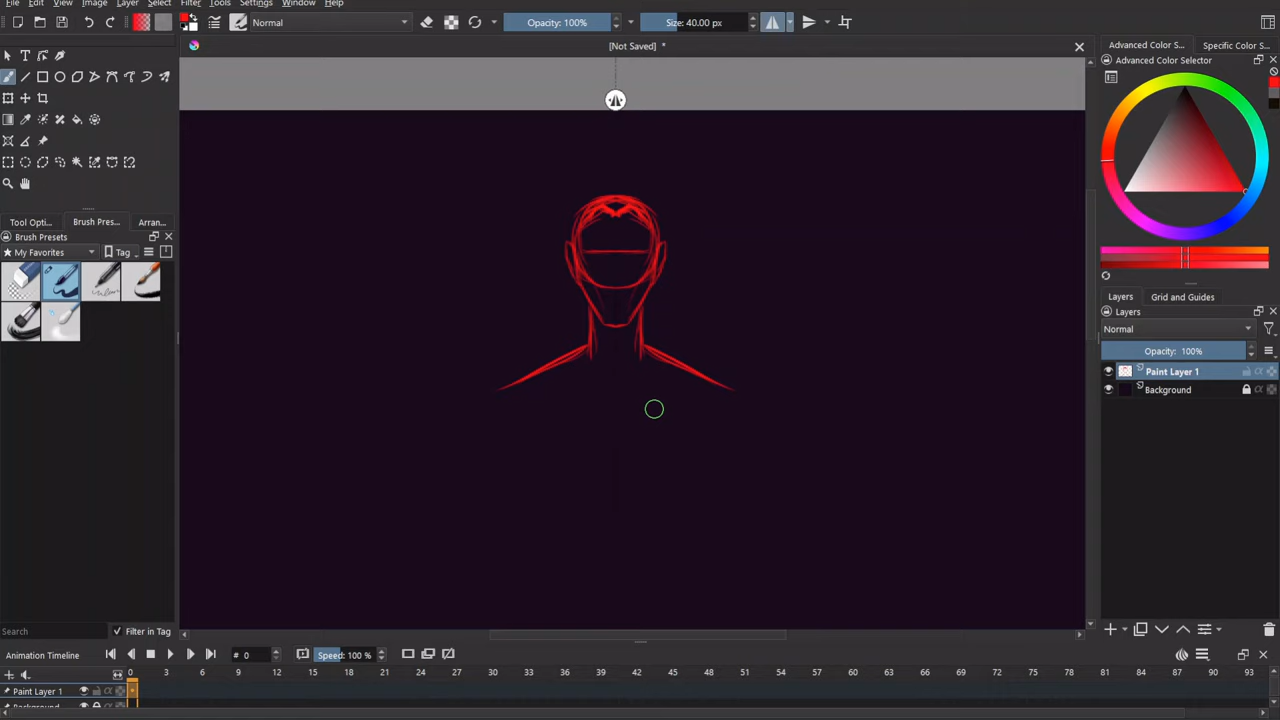 File Edit View Image Layer Select Filter Tools Settings Window Help
Normal Opacity: 100% Size: 40.00 px
[Not Saved] *
Advanced Color S... Specific Color S...
Advanced Color Selector
Tool Opti... Brush Pres... Arran...
Brush Presets
My Favorites Tag
Layers Grid and Guides
Layers
Normal
Opacity: 100%
Paint Layer 1
Background
Search Filter in Tag
Animation Timeline # 0 Speed: 100 %
0 3 6 9 12 15 18 21 24 27 30 33 36 39 42 45 48 51 54 57 60 63 66 69 72 75 78 81 84 87 90 93
Paint Layer 1
Background